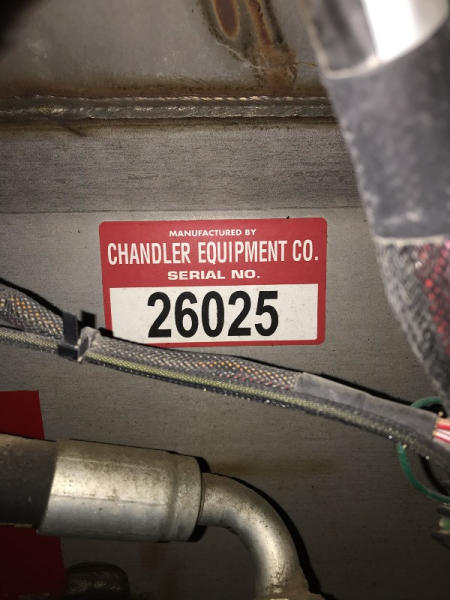 MANUFACTURED BY
CHANDLER EQUIPMENT CO.
SERIAL NO.
26025